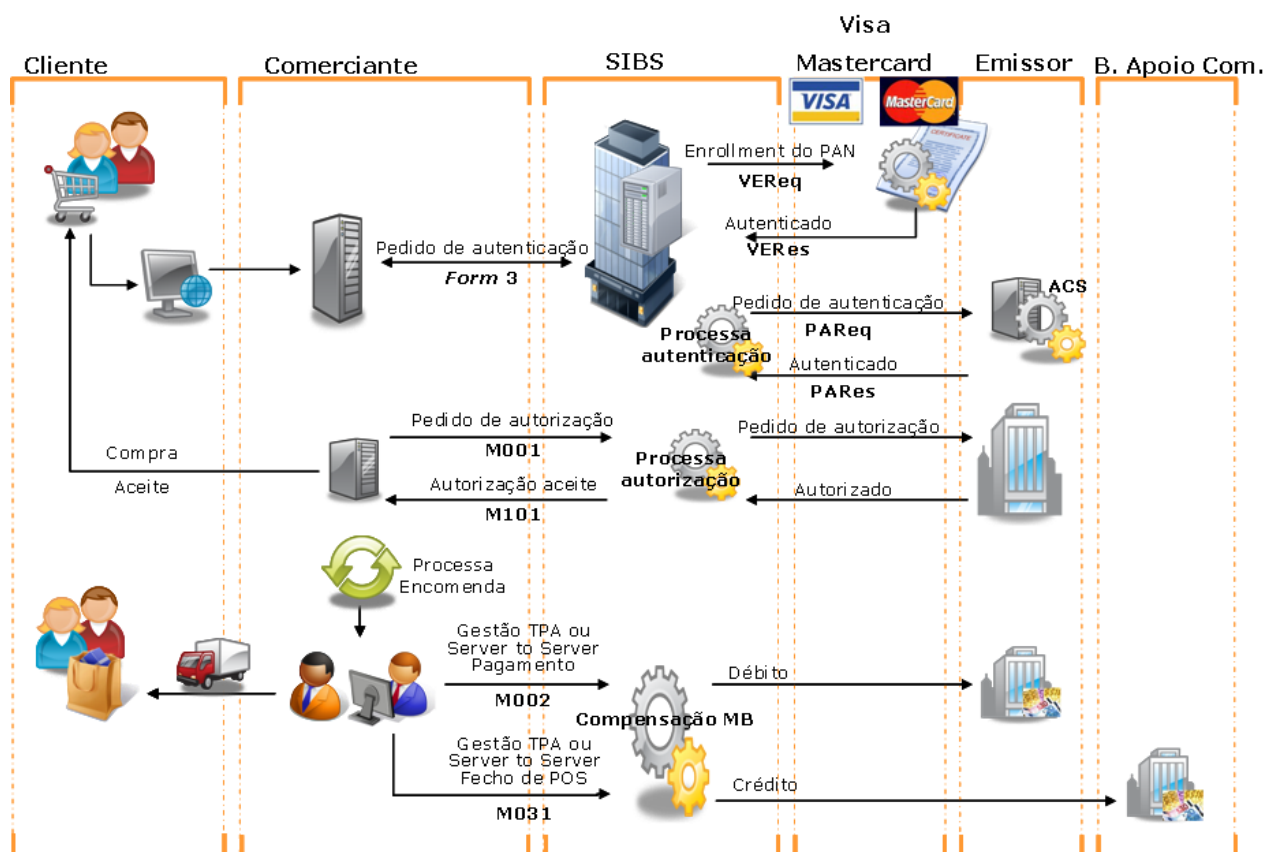 Visa
Cliente
Comerciante
SIBS
Mastercard
Emissor
B. Apoio Com.
VISA
MasterCard
CERTIFICATE
Enrollment do PAN
VEReq
Autenticado
VERes
Pedido de autenticação
Form 3
ACS
Pedido de autenticação
PAReq
Processa
autenticação
Autenticado
PARes
Pedido de autorização
M001
Pedido de autorização
Compra
Aceite
Processa
autorização
Autorização aceite
M101
Autorizado
Processa
Encomenda
Gestão TPA ou
Server to Server
Pagamento
M002
Débito
Compensação MB
Gestão TPA ou
Server to Server
Fecho de POS
M031
Crédito